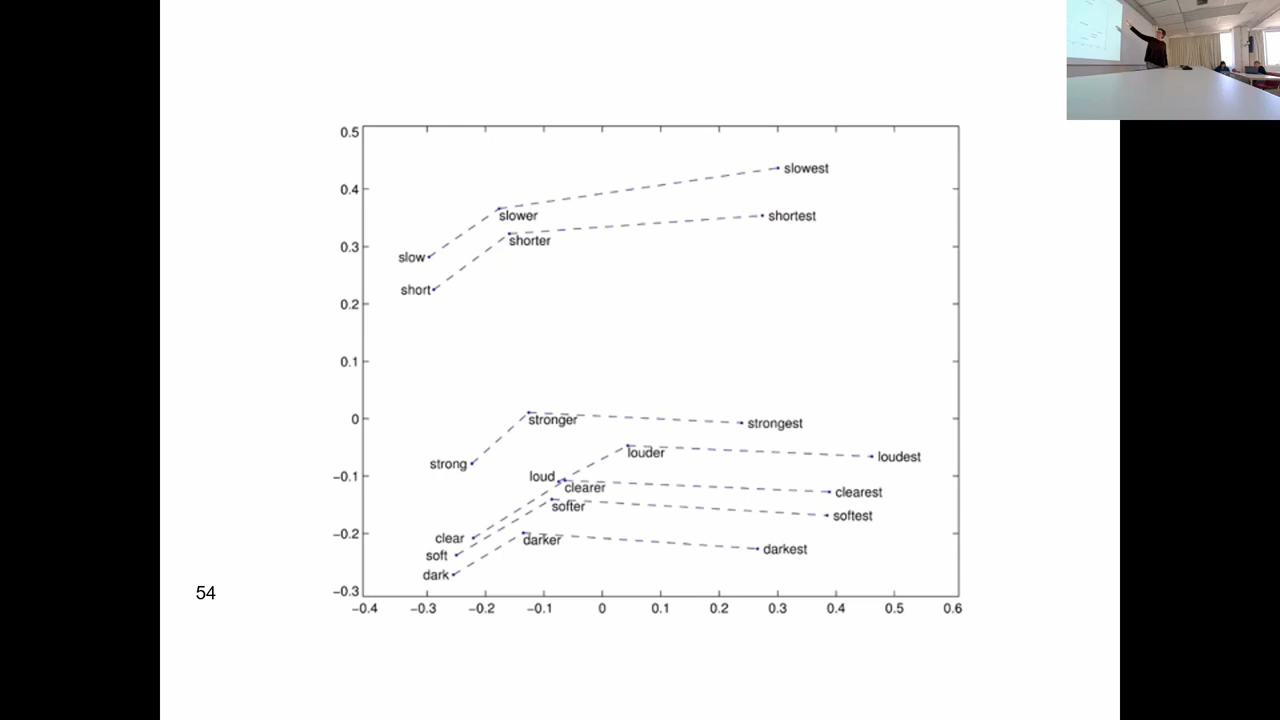 0.5
slowest
0.4
slower
shortest
shorter
0.3
slow
short
0.2
0.1
0
stronger
strongest
louder
loudest
strong
−0.1
loud
clearer
clearest
softer
softest
−0.2
clear
darker
darkest
soft
dark
−0.3
54
−0.4 −0.3 −0.2 −0.1 0 0.1 0.2 0.3 0.4 0.5 0.6